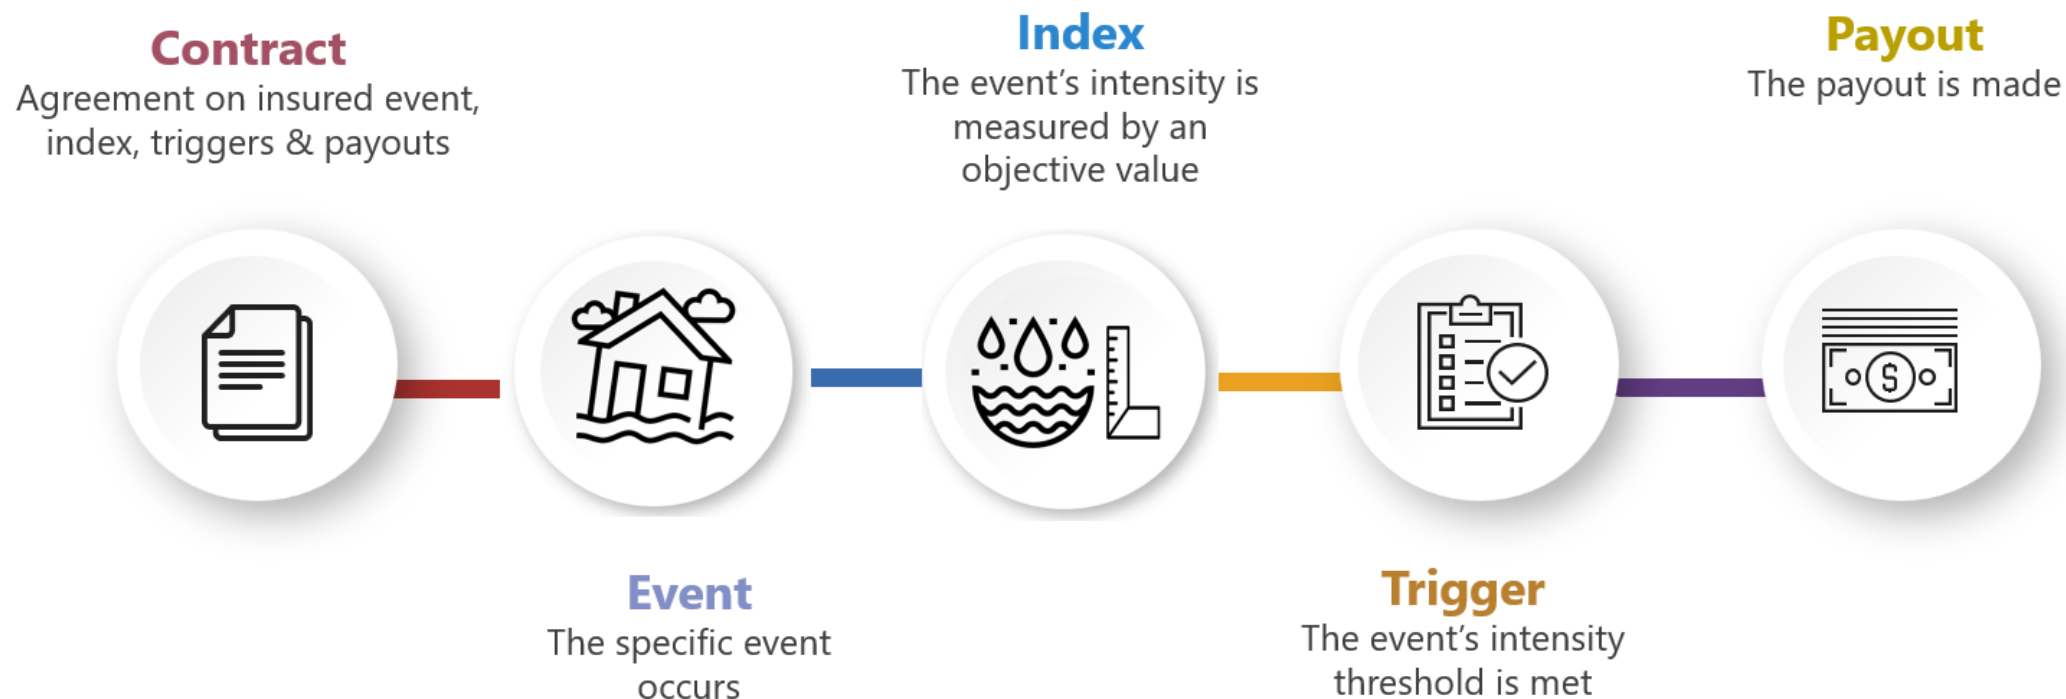 Contract
Agreement on insured event,
index, triggers & payouts
Event
The specific event
occurs
Index
The event’s intensity is
measured by an
objective value
Trigger
The event’s intensity
threshold is met
Payout
The payout is made
$